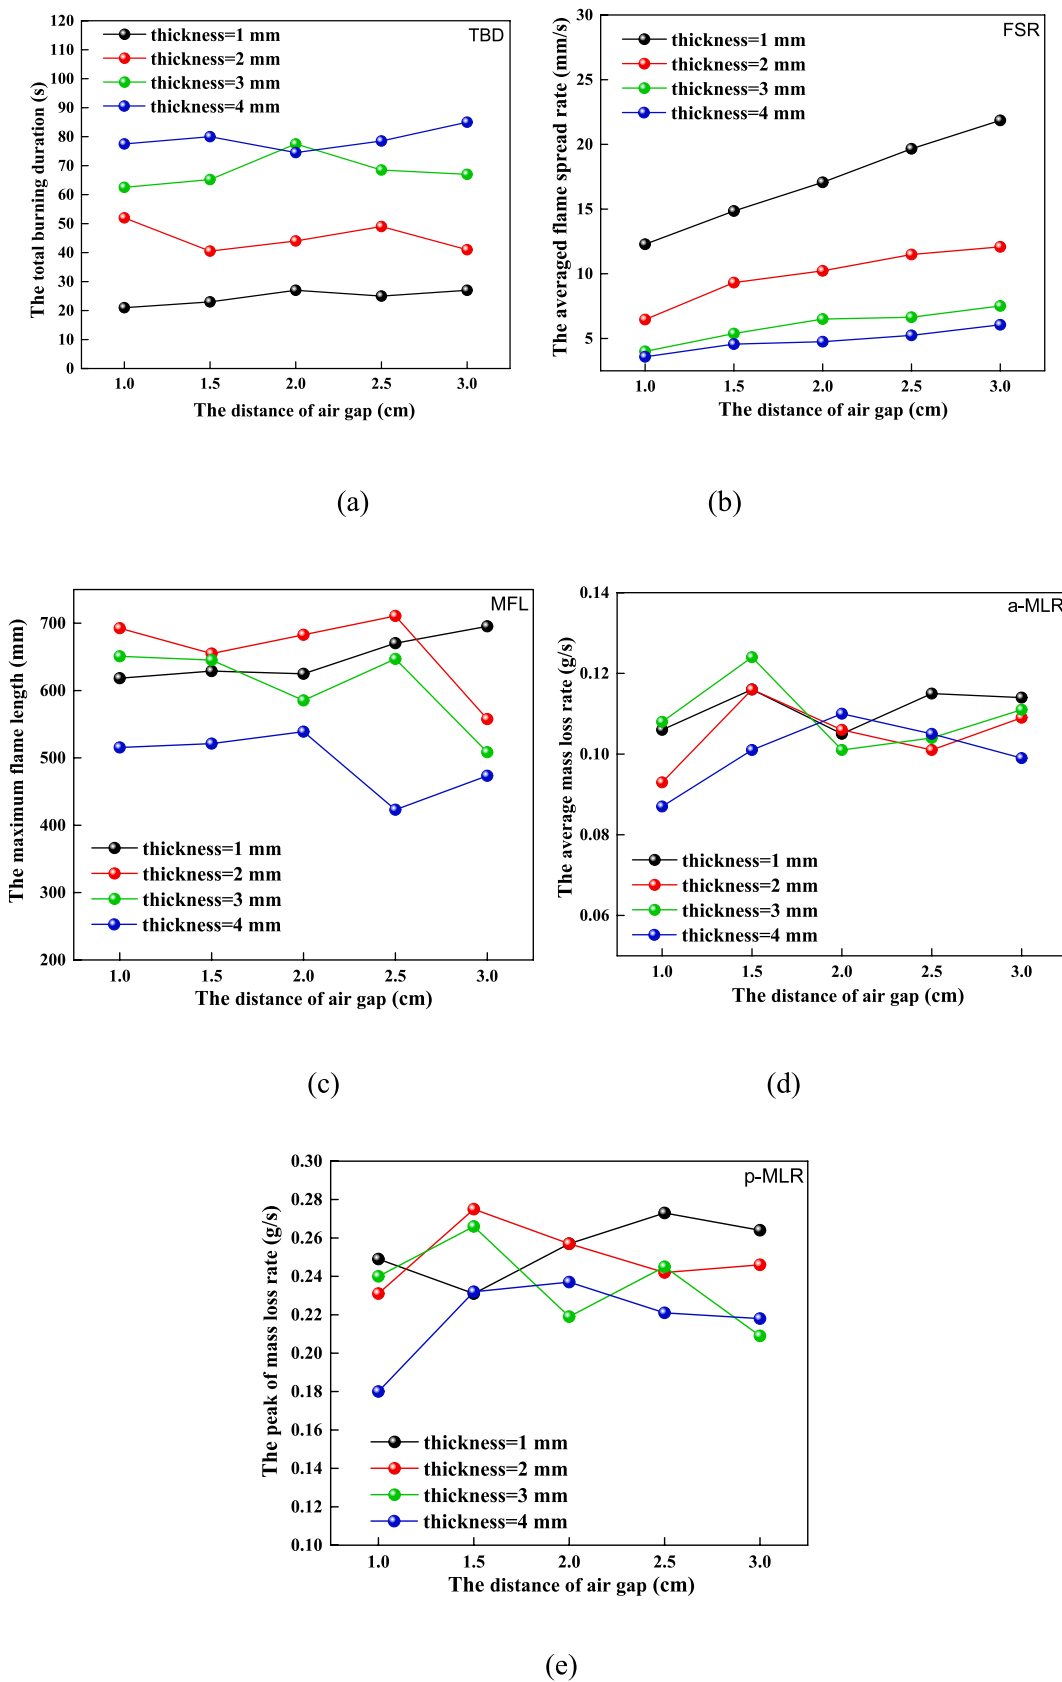 TBD
thickness=1 mm
thickness=2 mm
thickness=3 mm
thickness=4 mm
The total burning duration (s)
120
110
100
90
80
70
60
50
40
30
20
10
0
1.0 1.5 2.0 2.5 3.0
The distance of air gap (cm)
(a)
FSR
thickness=1 mm
thickness=2 mm
thickness=3 mm
thickness=4 mm
The averaged flame spread rate (mm/s)
30
25
20
15
10
5
1.0 1.5 2.0 2.5 3.0
The distance of air gap (cm)
(b)
MFL
The maximum flame length (mm)
700
600
500
400
300
200
thickness=1 mm
thickness=2 mm
thickness=3 mm
thickness=4 mm
1.0 1.5 2.0 2.5 3.0
The distance of air gap (cm)
(c)
a-MLR
The average mass loss rate (g/s)
0.14
0.12
0.10
0.08
0.06
thickness=1 mm
thickness=2 mm
thickness=3 mm
thickness=4 mm
1.0 1.5 2.0 2.5 3.0
The distance of air gap (cm)
(d)
p-MLR
The peak of mass loss rate (g/s)
0.30
0.28
0.26
0.24
0.22
0.20
0.18
0.16
0.14
0.12
0.10
thickness=1 mm
thickness=2 mm
thickness=3 mm
thickness=4 mm
1.0 1.5 2.0 2.5 3.0
The distance of air gap (cm)
(e)